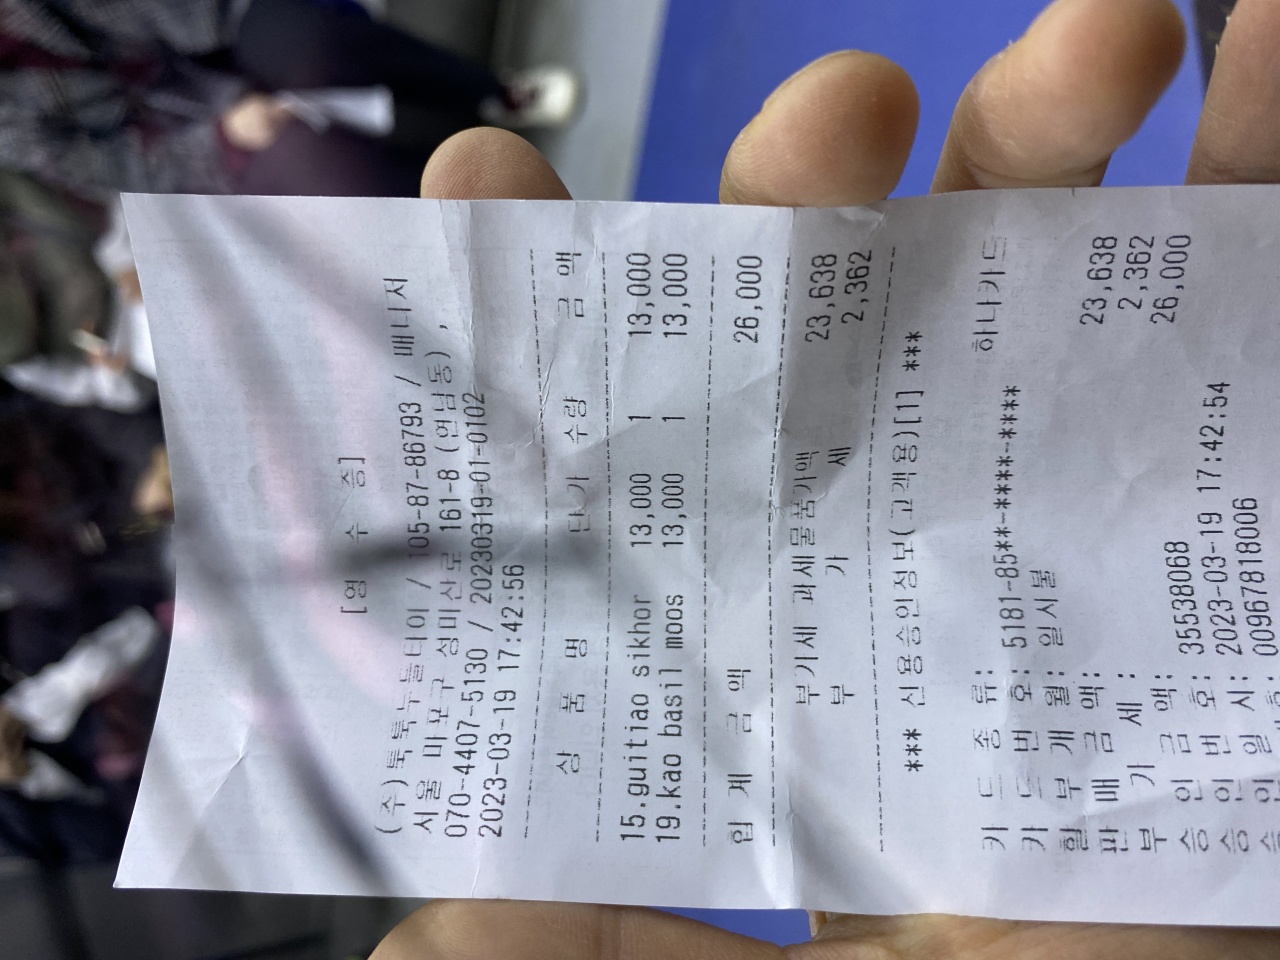 [영 수 증]
(주)툭툭누들타이 / 105-87-86793 / 매니저
서울 마포구 성미산로 161-8 (연남동) ,
070-4407-5130 / 20230319-01-0102
2023-03-19 17:42:56
상 품 명 단가 수량 금 액
15.guitiao sikhor 13,000 1 13,000
19.kao basil moos 13,000 1 13,000
합 계 금 액 26,000
부가세 과세물품가액 23,638
부 가 세 2,362
*** 신용승인정보(고객용)[1] ***
카 드 종 류: 하나카드
카 드 번 호: 5181-85**-****-****
할 부 개 월: 일시불
판 매 금 액: 23,638
부 가 세 : 2,362
승 인 금 액: 26,000
승 인 번 호: 35538068
승 인 일 시: 2023-03-19 17:42:54
00967818006